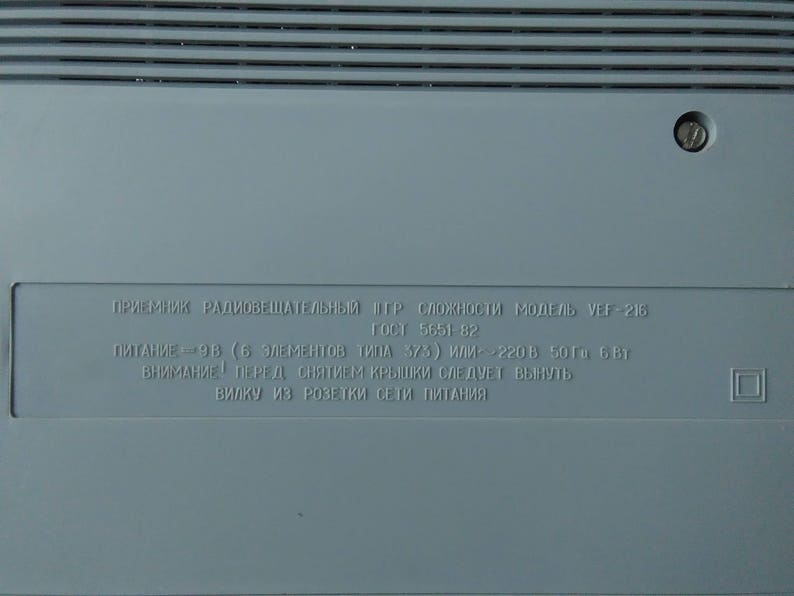 ПРИЕМНИК РАДИОВЕЩАТЕЛЬНЫЙ II ГР СЛОЖНОСТИ МОДЕЛЬ VEF-216
ГОСТ 5651-82
ПИТАНИЕ ⎓ 9 В (6 ЭЛЕМЕНТОВ ТИПА 373) ИЛИ ~ 220 В 50 Гц 6 Вт
ВНИМАНИЕ! ПЕРЕД СНЯТИЕМ КРЫШКИ СЛЕДУЕТ ВЫНУТЬ
ВИЛКУ ИЗ РОЗЕТКИ СЕТИ ПИТАНИЯ